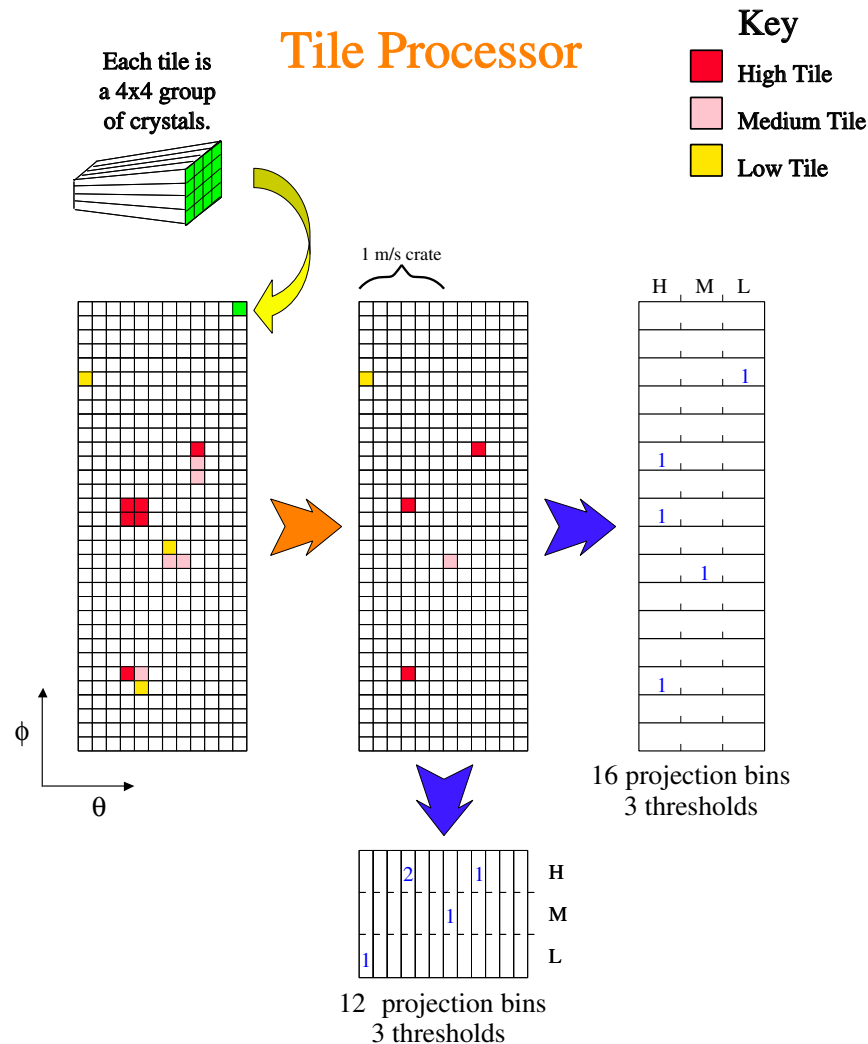 Tile Processor
Key
High Tile
Medium Tile
Low Tile
Each tile is
a 4x4 group
of crystals.
1 m/s crate
H M L
1
1
1
1
1
ϕ
θ
16 projection bins
3 thresholds
2 1 H
1 M
1 L
12 projection bins
3 thresholds